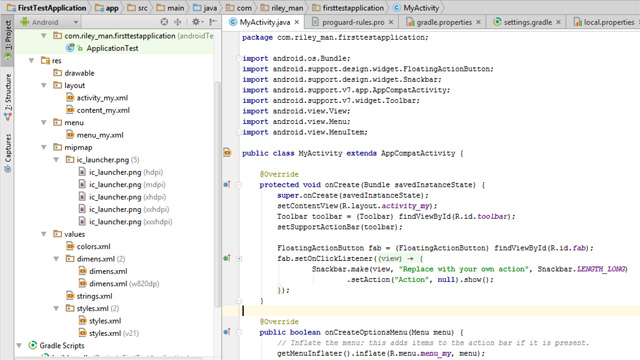 FirstTestApplication app src main java com riley_man firsttestapplication MyActivity
Android
MyActivity.java proguard-rules.pro gradle.properties settings.gradle local.properties
1: Project
7: Structure
Captures
com.riley_man.firsttestapplication (androidTe
ApplicationTest
res
drawable
layout
activity_my.xml
content_my.xml
menu
menu_my.xml
mipmap
ic_launcher.png (5)
ic_launcher.png (hdpi)
ic_launcher.png (mdpi)
ic_launcher.png (xhdpi)
ic_launcher.png (xxhdpi)
ic_launcher.png (xxxhdpi)
values
colors.xml
dimens.xml (2)
dimens.xml
dimens.xml (w820dp)
strings.xml
styles.xml (2)
styles.xml
styles.xml (v21)
Gradle Scripts
package com.riley_man.firsttestapplication;
import android.os.Bundle;
import android.support.design.widget.FloatingActionButton;
import android.support.design.widget.Snackbar;
import android.support.v7.app.AppCompatActivity;
import android.support.v7.widget.Toolbar;
import android.view.View;
import android.view.Menu;
import android.view.MenuItem;
public class MyActivity extends AppCompatActivity {
@Override
protected void onCreate(Bundle savedInstanceState) {
super.onCreate(savedInstanceState);
setContentView(R.layout.activity_my);
Toolbar toolbar = (Toolbar) findViewById(R.id.toolbar);
setSupportActionBar(toolbar);
FloatingActionButton fab = (FloatingActionButton) findViewById(R.id.fab);
fab.setOnClickListener((view) → {
Snackbar.make(view, "Replace with your own action", Snackbar.LENGTH_LONG)
.setAction("Action", null).show();
});
}
@Override
public boolean onCreateOptionsMenu(Menu menu) {
// Inflate the menu; this adds items to the action bar if it is present.
getMenuInflater().inflate(R.menu.menu_my, menu);